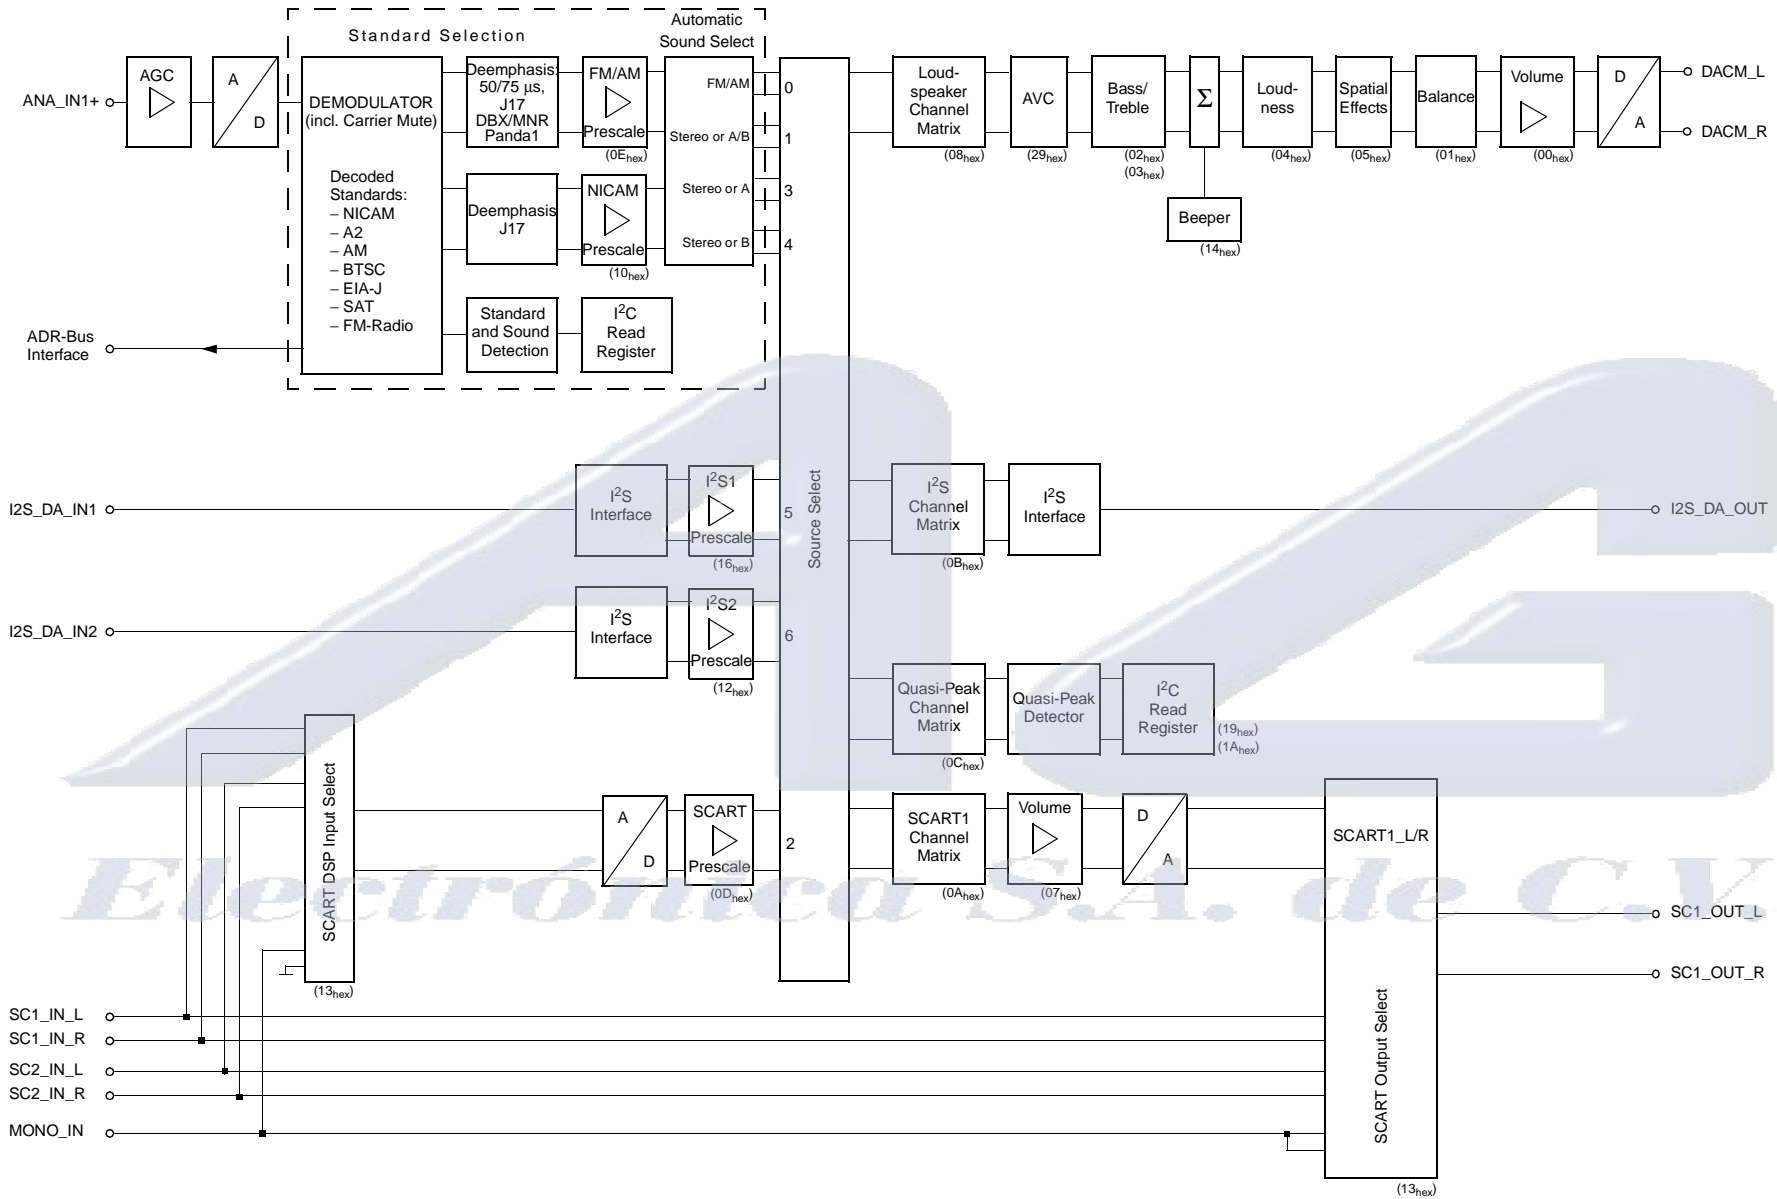 Standard Selection
Automatic
Sound Select
ANA_IN1+
AGC
A
D
DEMODULATOR
(incl. Carrier Mute)
Decoded
Standards:
– NICAM
– A2
– AM
– BTSC
– EIA-J
– SAT
– FM-Radio
Deemphasis:
50/75 µs,
J17
DBX/MNR
Panda1
FM/AM
Prescale
(0Ehex)
Deemphasis
J17
NICAM
Prescale
(10hex)
Standard
and Sound
Detection
I2C
Read
Register
FM/AM
Stereo or A/B
Stereo or A
Stereo or B
0
1
3
4
ADR-Bus
Interface
Loud-
speaker
Channel
Matrix
(08hex)
AVC
(29hex)
Bass/
Treble
(02hex)
(03hex)
Σ
Beeper
(14hex)
Loud-
ness
(04hex)
Spatial
Effects
(05hex)
Balance
(01hex)
Volume
(00hex)
D
A
DACM_L
DACM_R
I2S_DA_IN1
I2S
Interface
I2S1
Prescale
(16hex)
5
Source Select
I2S
Channel
Matrix
(0Bhex)
I2S
Interface
I2S_DA_OUT
I2S_DA_IN2
I2S
Interface
I2S2
Prescale
(12hex)
6
Quasi-Peak
Channel
Matrix
(0Chex)
Quasi-Peak
Detector
I2C
Read
Register
(19hex)
(1Ahex)
SCART DSP Input Select
(13hex)
A
D
SCART
Prescale
(0Dhex)
2
SCART1
Channel
Matrix
(0Ahex)
Volume
(07hex)
D
A
SCART1_L/R
SCART Output Select
(13hex)
SC1_OUT_L
SC1_OUT_R
SC1_IN_L
SC1_IN_R
SC2_IN_L
SC2_IN_R
MONO_IN
AG
Electrónica S.A. de C.V.